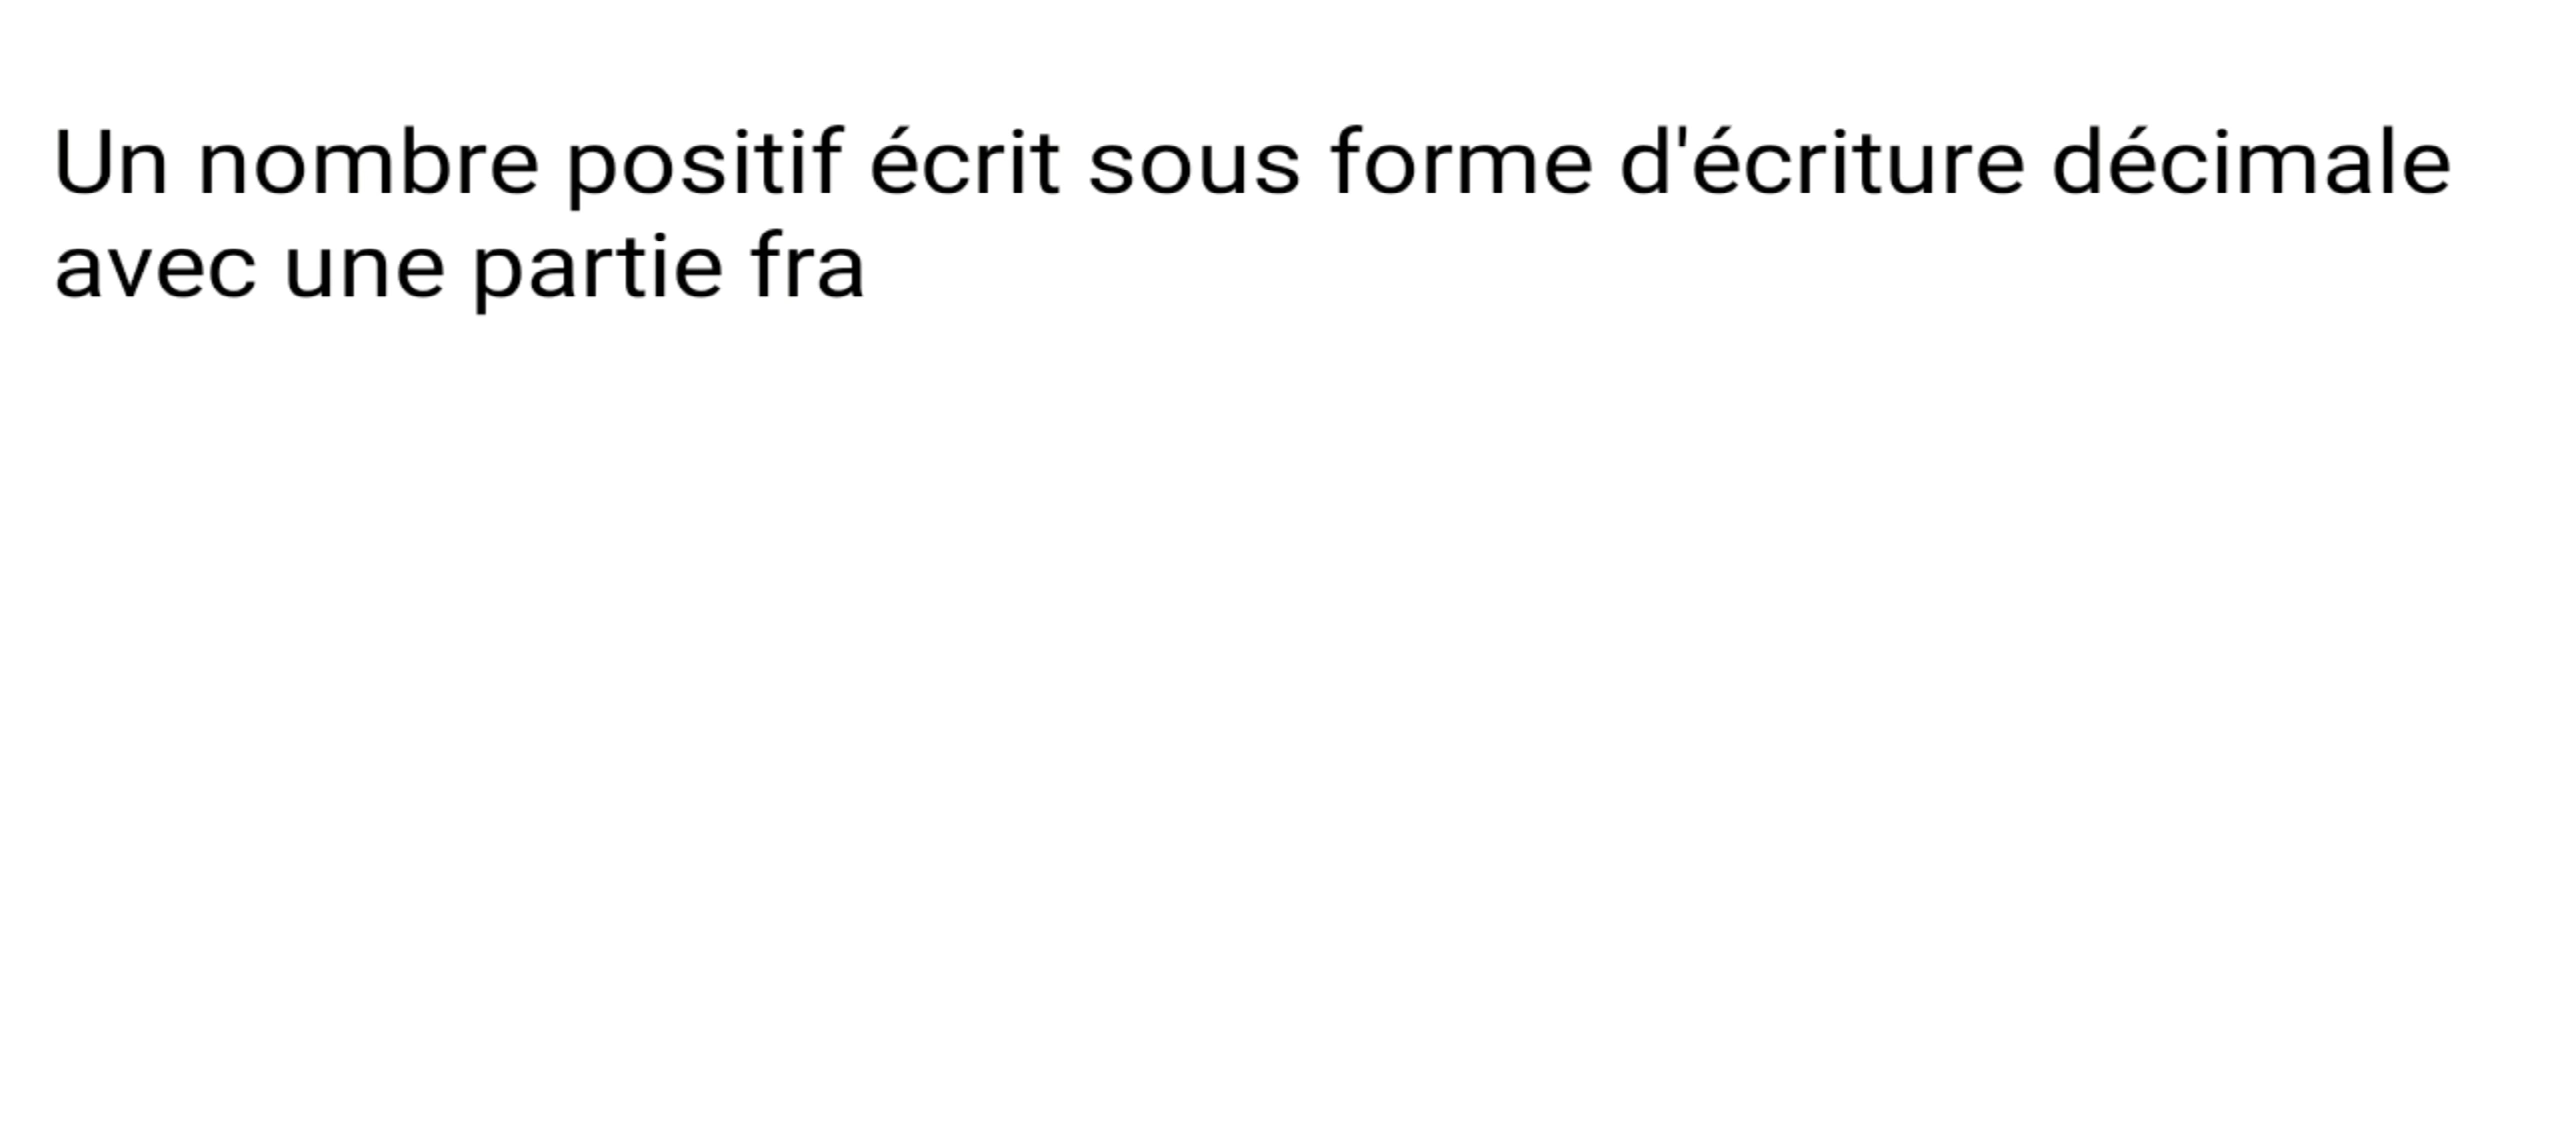 Un nombre positif écrit sous forme d'écriture décimale
avec une partie fra